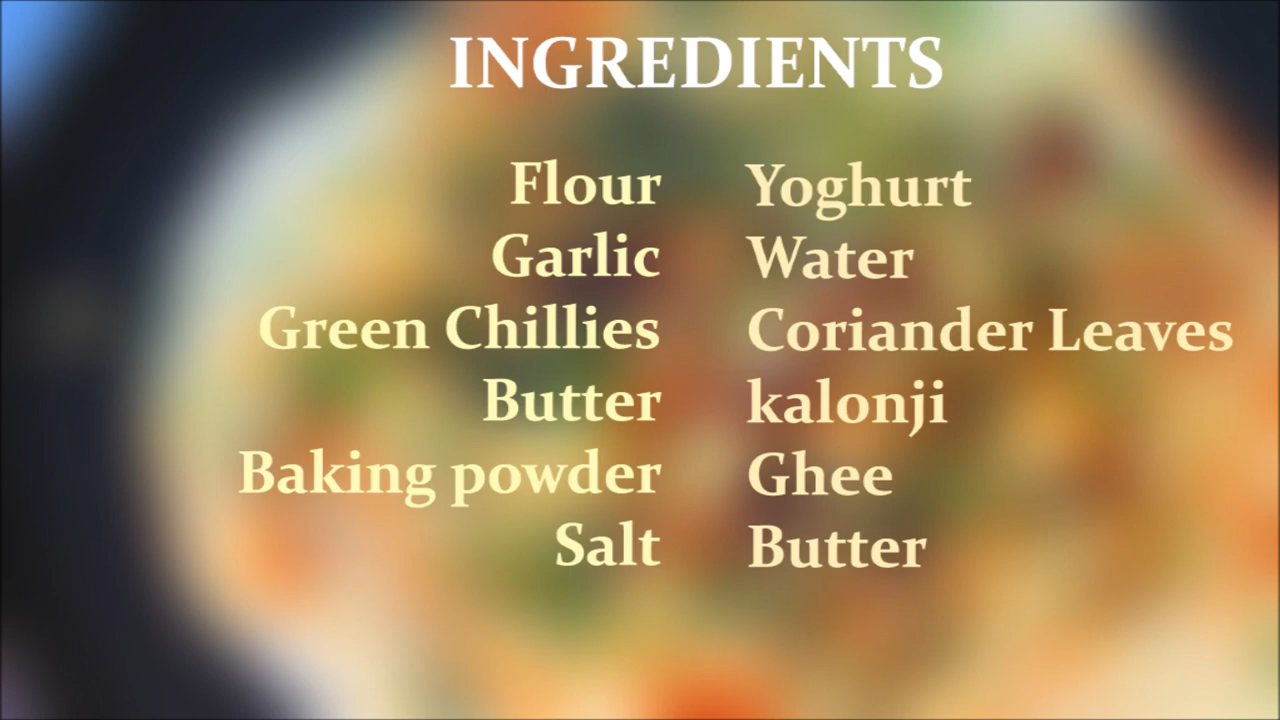 INGREDIENTS
Flour
Garlic
Green Chillies
Butter
Baking powder
Salt
Yoghurt
Water
Coriander Leaves
kalonji
Ghee
Butter